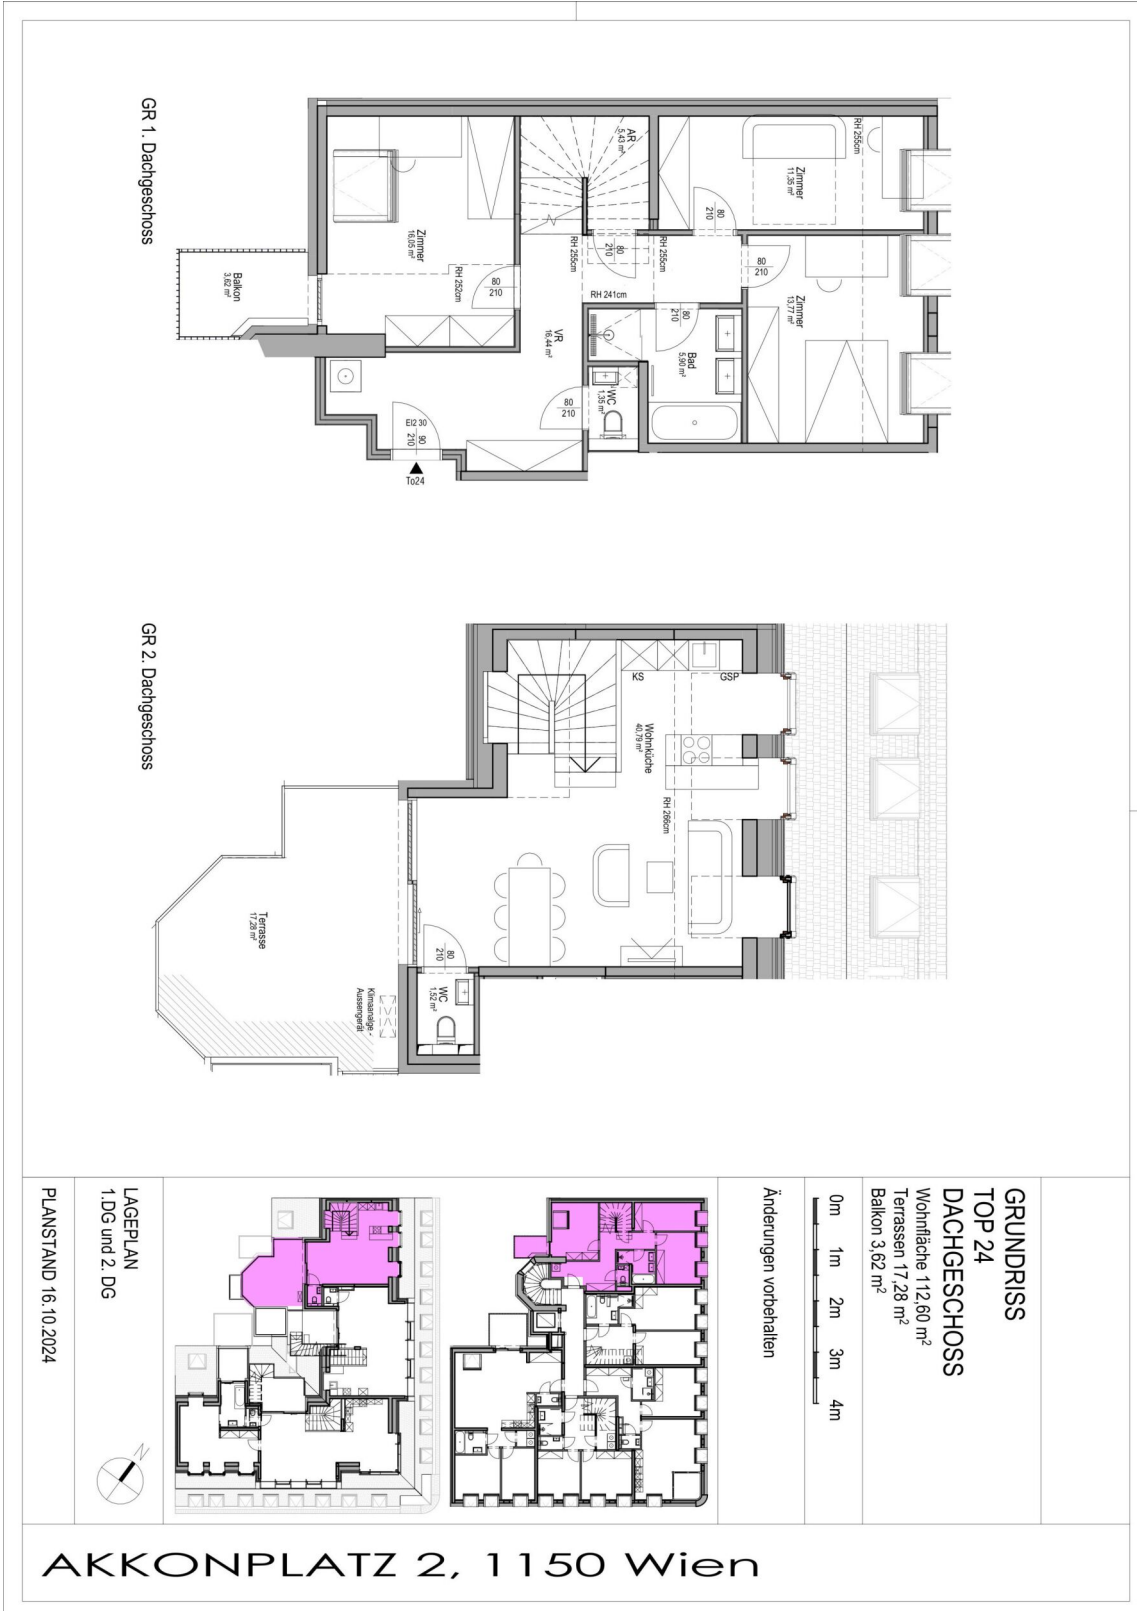 GR 1. Dachgeschoss
Balkon
3,62 m²
Zimmer
16,05 m²
RH 252cm
80
210
AR
5,43 m²
RH 255cm
80
210
RH 255cm
RH 241cm
VR
16,44 m²
EI2 30
90
210
To24
80
210
WC
1,35 m²
Bad
5,90 m²
80
210
Zimmer
11,35 m²
RH 255cm
80
210
Zimmer
13,77 m²
80
210
GR 2. Dachgeschoss
Terrasse
17,28 m²
Klimaanalge -
Aussengerät
WC
1,52 m²
80
210
Wohnküche
40,79 m²
RH 266cm
KS
GSP
GRUNDRISS
TOP 24
DACHGESCHOSS
Wohnfläche 112,60 m²
Terrassen 17,28 m²
Balkon 3,62 m²
0m 1m 2m 3m 4m
Änderungen vorbehalten
LAGEPLAN
1.DG und 2. DG
N
PLANSTAND 16.10.2024
AKKONPLATZ 2, 1150 Wien